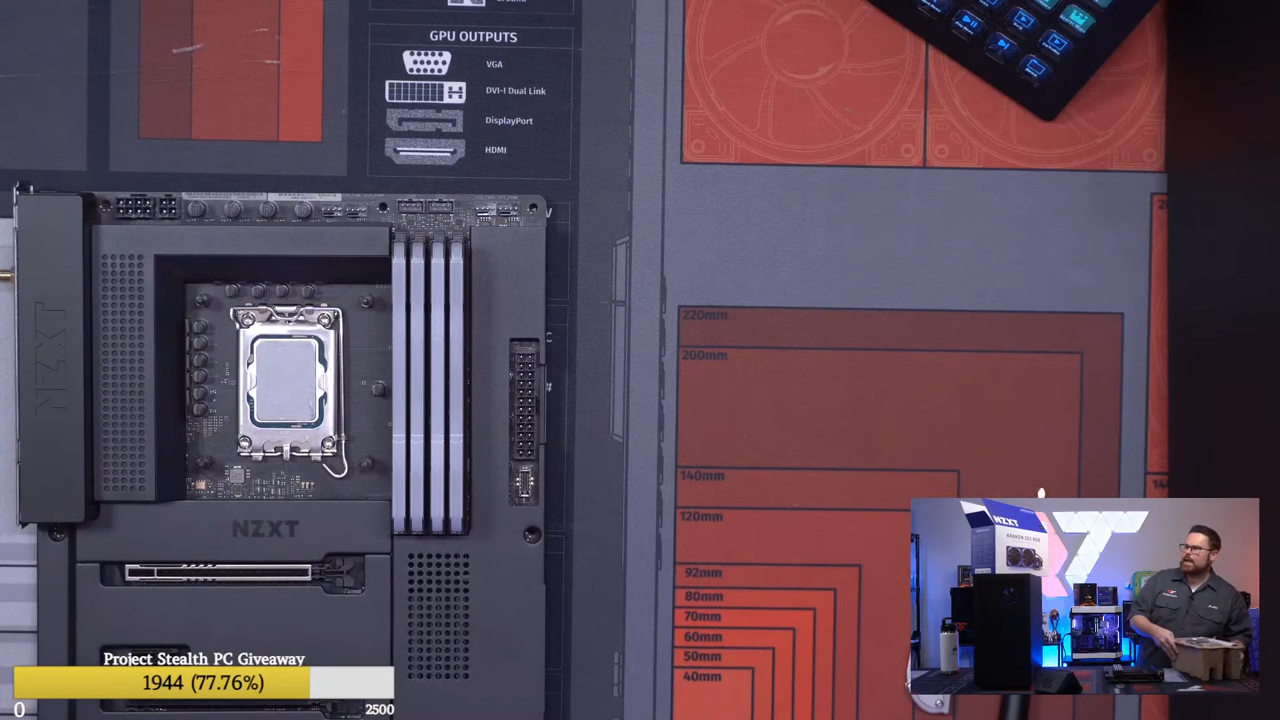 GPU OUTPUTS
VGA
DVI-I Dual Link
DisplayPort
HDMI
NZXT
NZXT
220mm
200mm
140mm
120mm
92mm
80mm
70mm
60mm
50mm
40mm
NZXT
Project Stealth PC Giveaway
1944 (77.76%)
0
2500